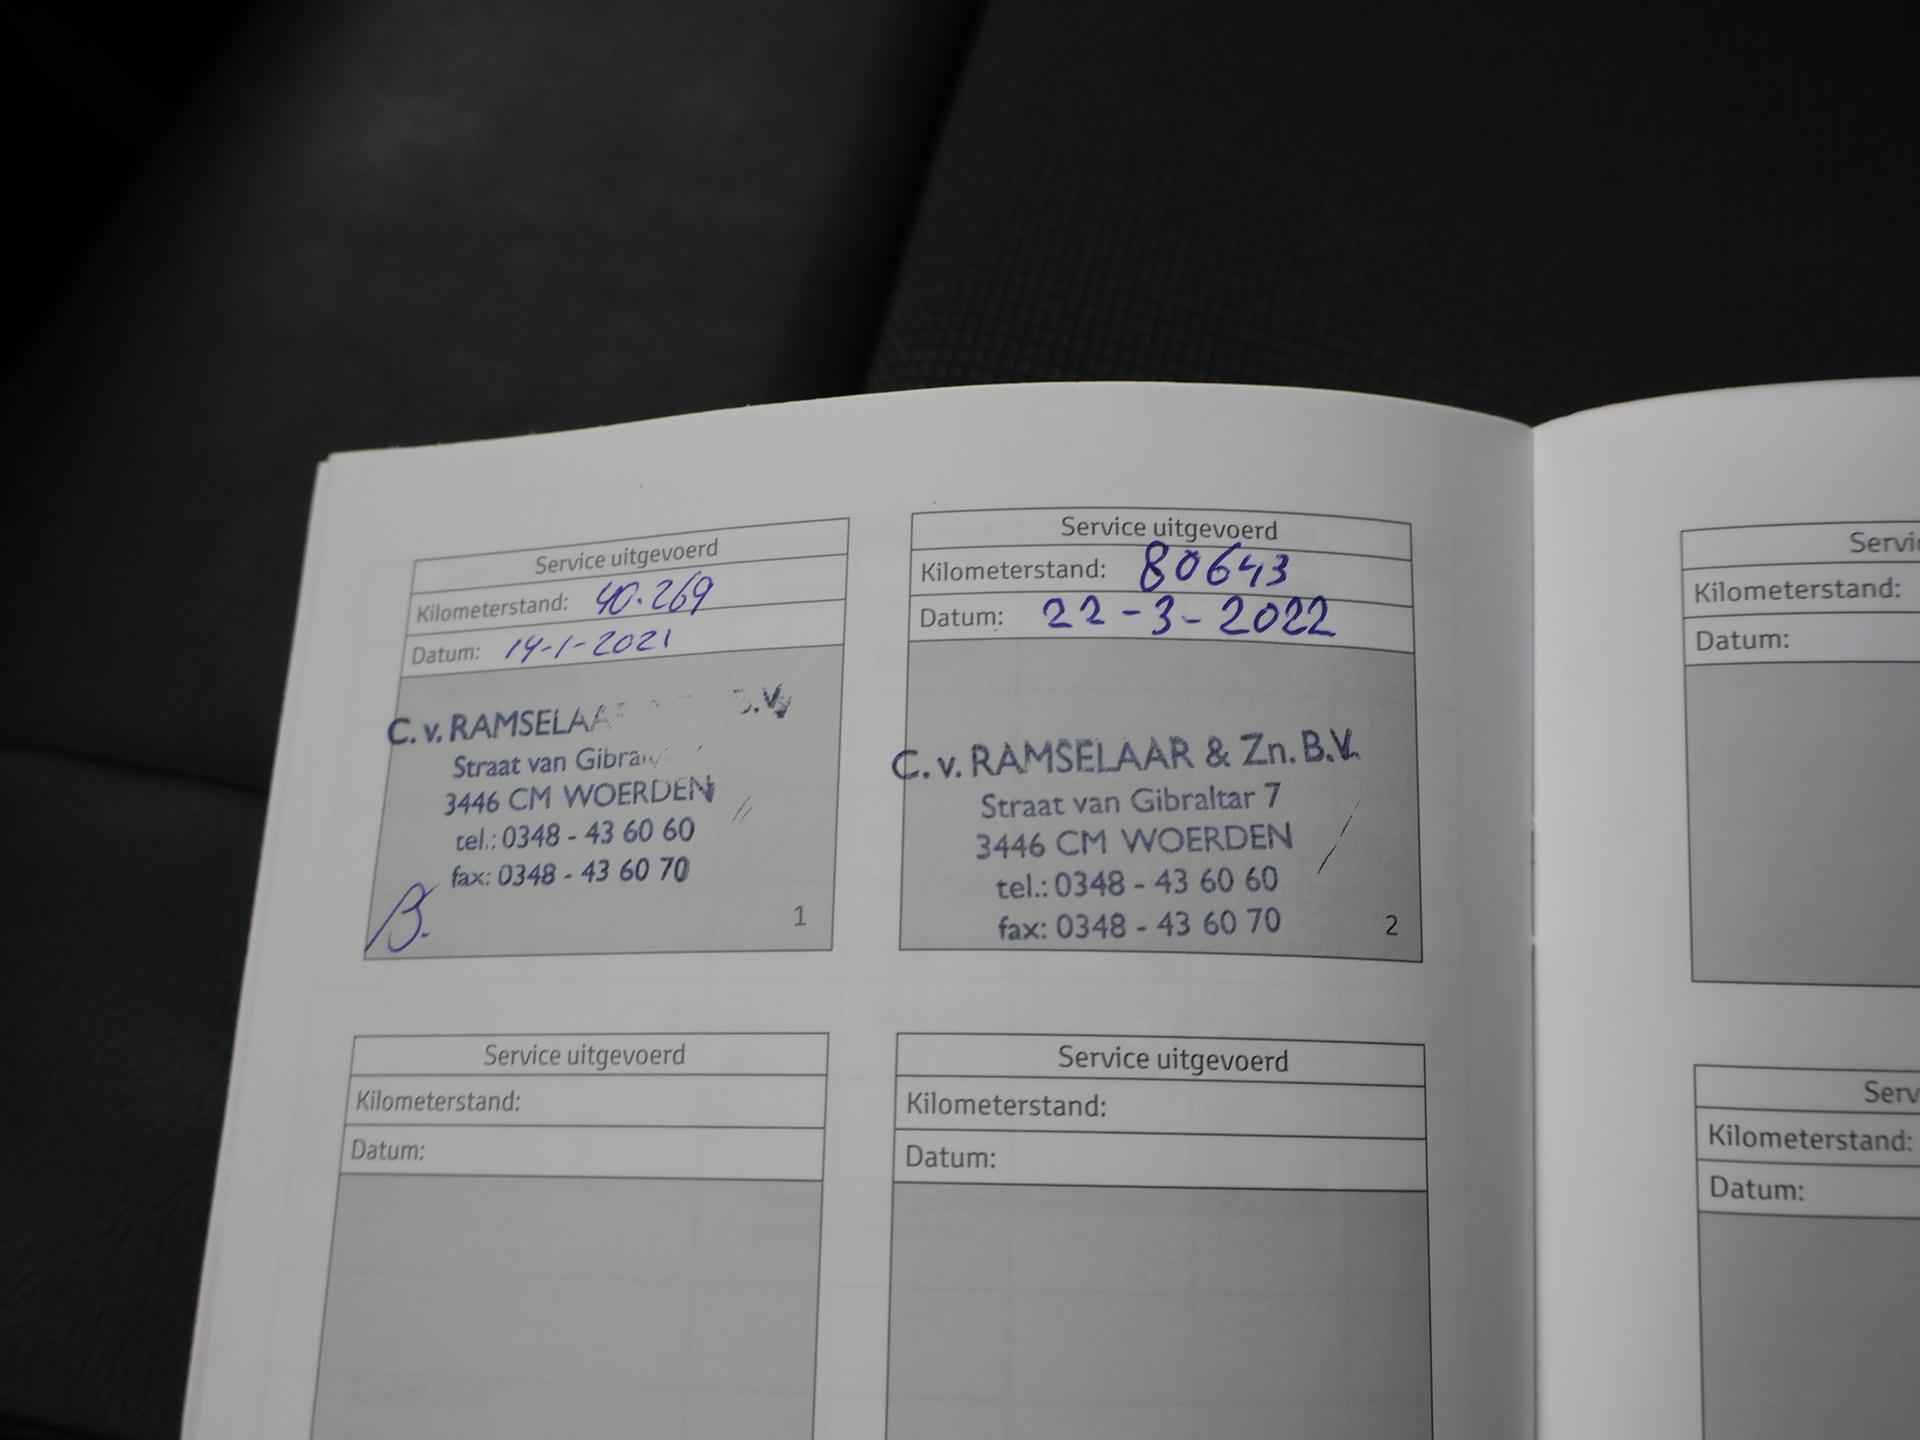 Service uitgevoerd
Kilometerstand: 40.269
Datum: 14-1-2021
C. v. RAMSELAA B.V.
Straat van Gibra
3446 CM WOERDEN
tel.: 0348 - 43 60 60
fax: 0348 - 43 60 70
B.
1
Service uitgevoerd
Kilometerstand: 80643
Datum: 22-3-2022
C. v. RAMSELAAR & Zn. B.V.
Straat van Gibraltar 7
3446 CM WOERDEN
tel.: 0348 - 43 60 60
fax: 0348 - 43 60 70
2
Service uitgevoerd
Kilometerstand:
Datum:
Service uitgevoerd
Kilometerstand:
Datum:
Servi
Kilometerstand:
Datum:
Serv
Kilometerstand:
Datum: